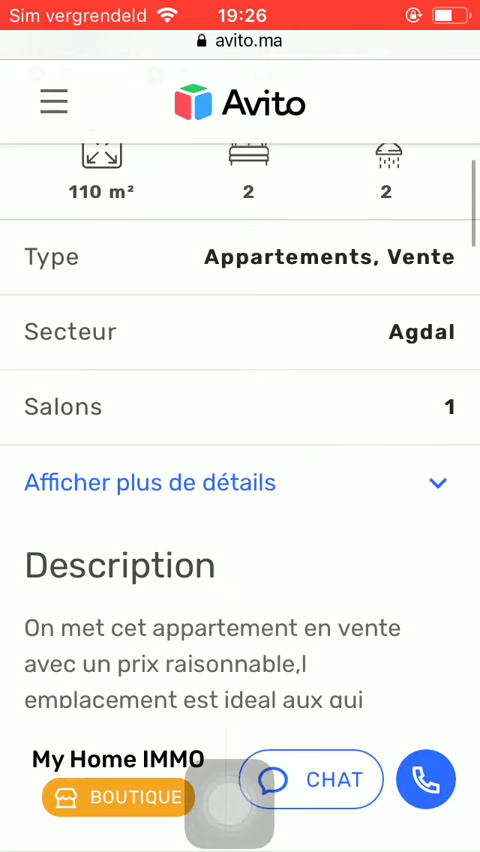 Sim vergrendeld 19:26
avito.ma
Avito
110 m² 2 2
Type Appartements, Vente
Secteur Agdal
Salons 1
Afficher plus de détails
Description
On met cet appartement en vente
avec un prix raisonnable,l
emplacement est ideal aux qui
My Home IMMO
BOUTIQUE
CHAT